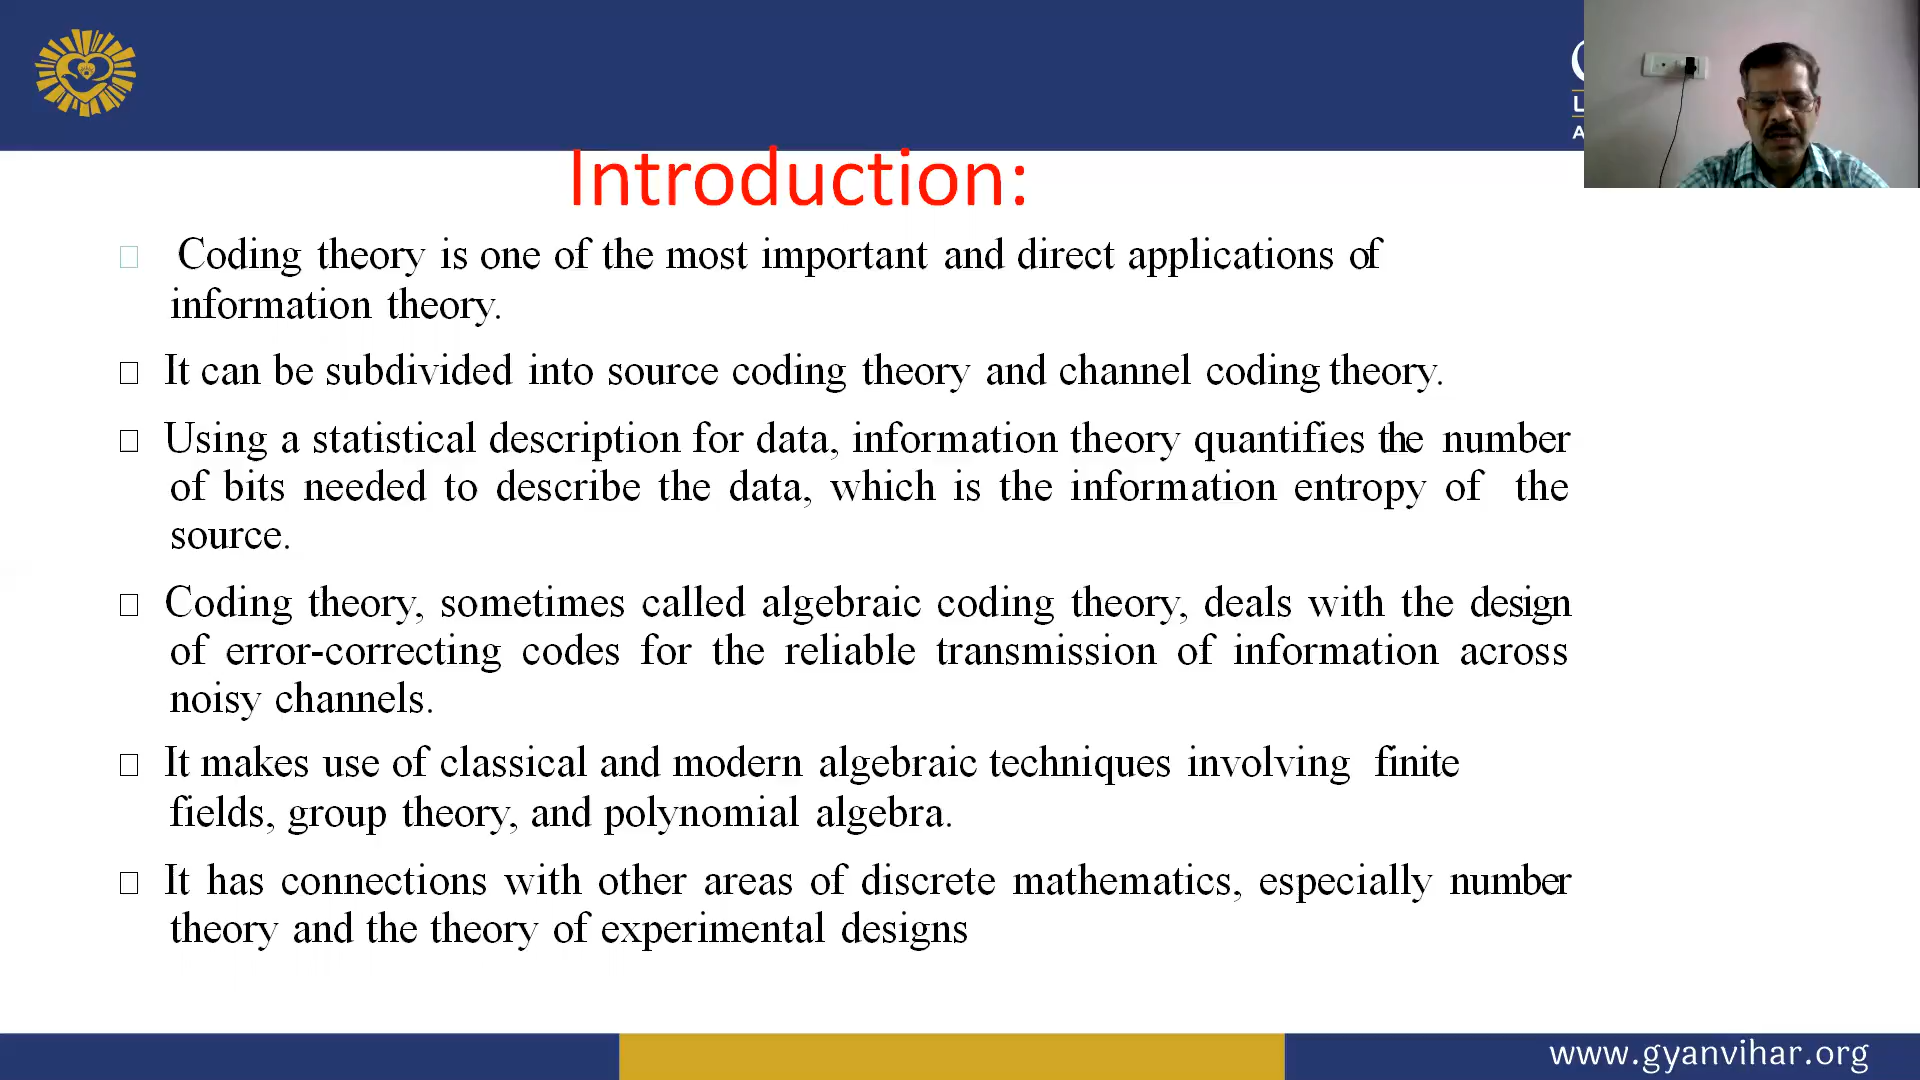 Introduction:
Coding theory is one of the most important and direct applications of
information theory.
It can be subdivided into source coding theory and channel coding theory.
Using a statistical description for data, information theory quantifies the number
of bits needed to describe the data, which is the information entropy of the
source.
Coding theory, sometimes called algebraic coding theory, deals with the design
of error-correcting codes for the reliable transmission of information across
noisy channels.
It makes use of classical and modern algebraic techniques involving finite
fields, group theory, and polynomial algebra.
It has connections with other areas of discrete mathematics, especially number
theory and the theory of experimental designs
www.gyanvihar.org